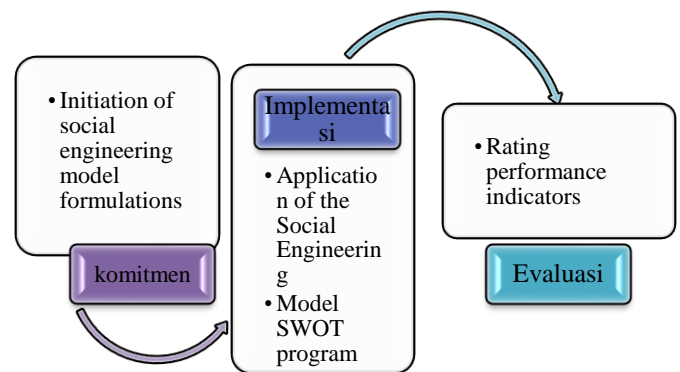 • Initiation of
social
engineering
model
formulations
komitmen
Implementa
si
• Applicatio
n of the
Social
Engineerin
g
• Model
SWOT
program
• Rating
performance
indicators
Evaluasi